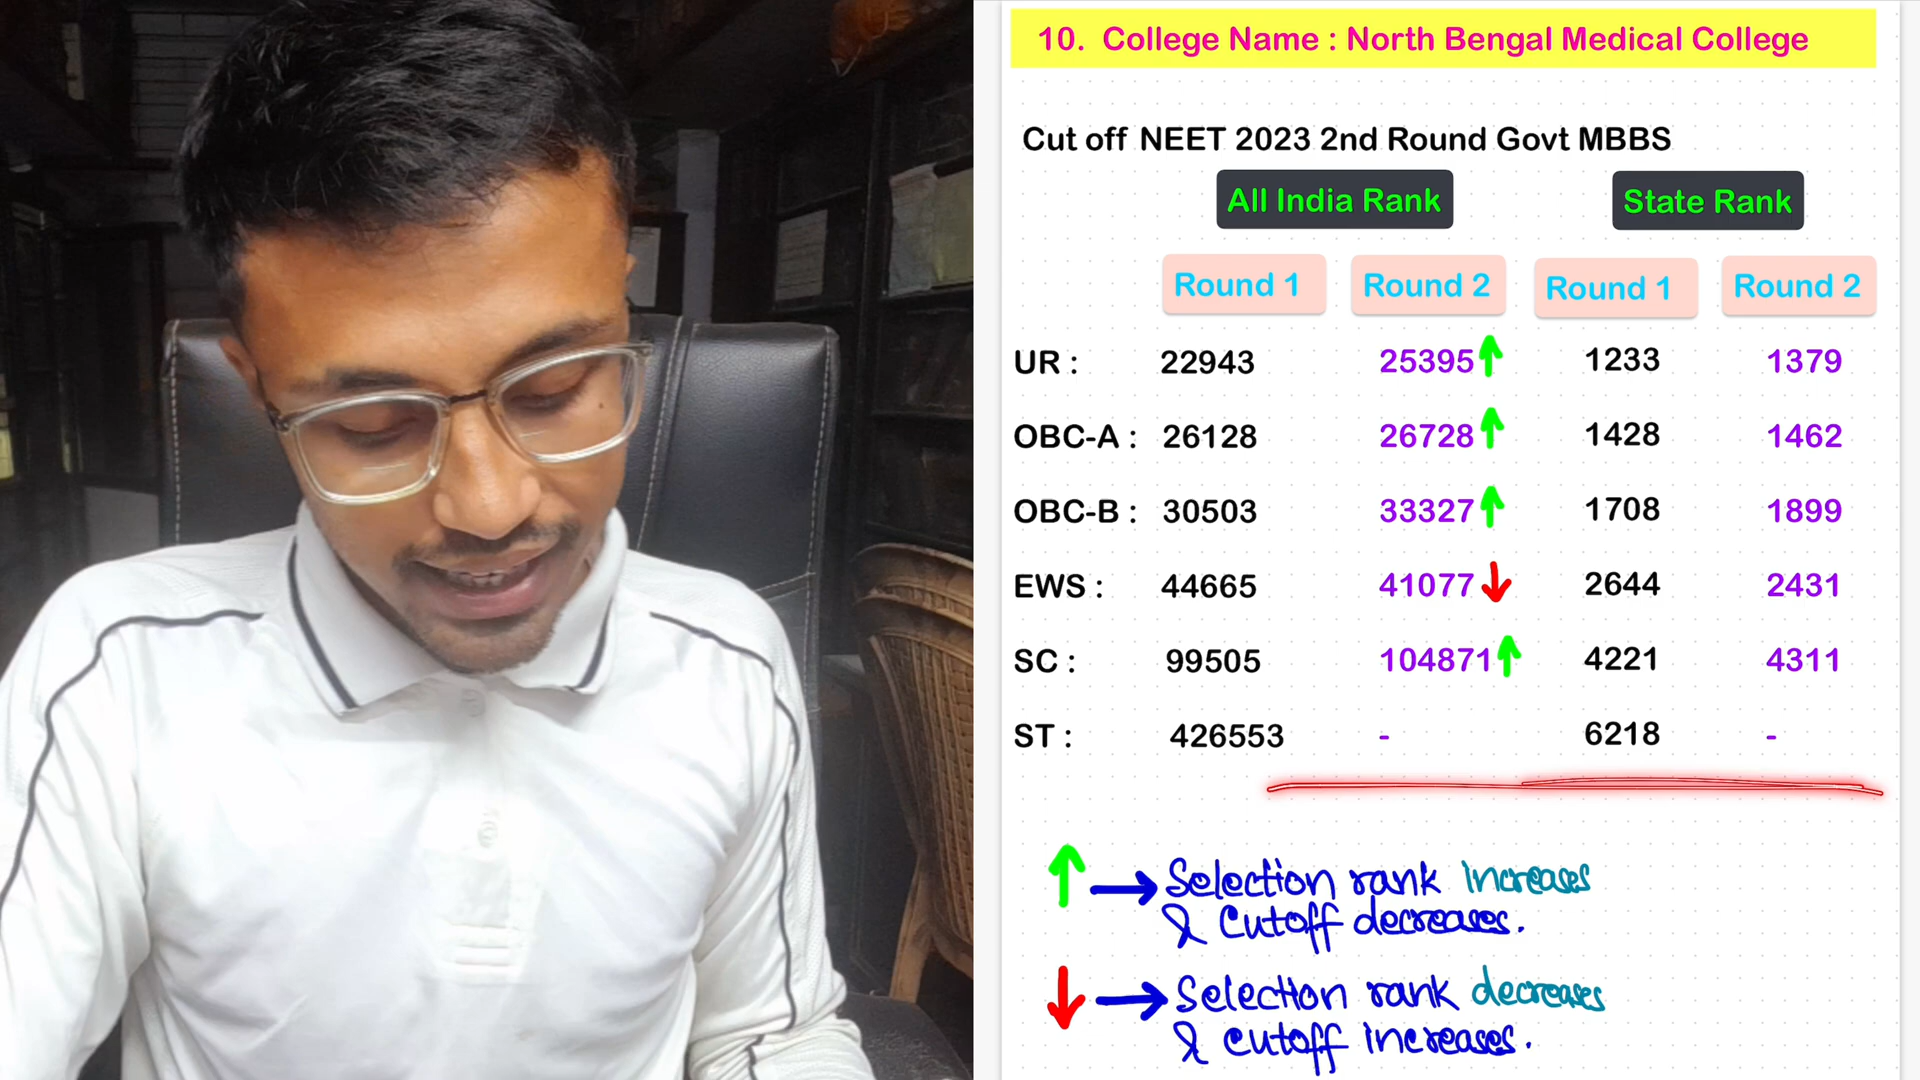 10. College Name : North Bengal Medical College
Cut off NEET 2023 2nd Round Govt MBBS
All India Rank State Rank
Round 1 Round 2 Round 1 Round 2
UR : 22943 25395 1233 1379
OBC-A : 26128 26728 1428 1462
OBC-B : 30503 33327 1708 1899
EWS : 44665 41077 2644 2431
SC : 99505 104871 4221 4311
ST : 426553 - 6218 -
Selection rank increases
& Cutoff decreases.
Selection rank decreases
& cutoff increases.